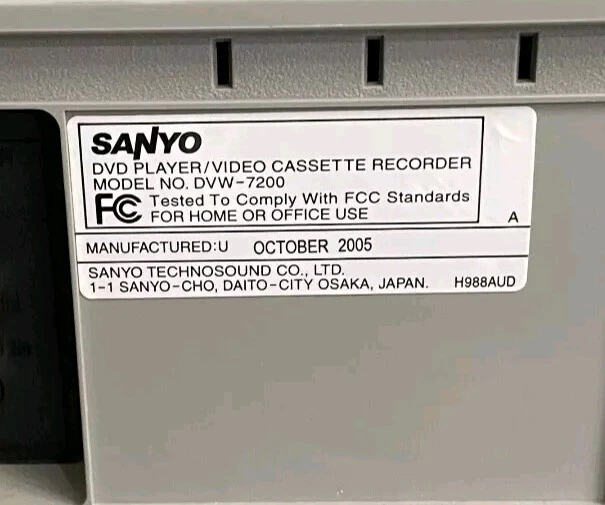 SANYO
DVD PLAYER/VIDEO CASSETTE RECORDER
MODEL NO. DVW-7200
FC Tested To Comply With FCC Standards
FOR HOME OR OFFICE USE
A
MANUFACTURED:U OCTOBER 2005
SANYO TECHNOSOUND CO., LTD.
1-1 SANYO-CHO, DAITO-CITY OSAKA, JAPAN. H988AUD